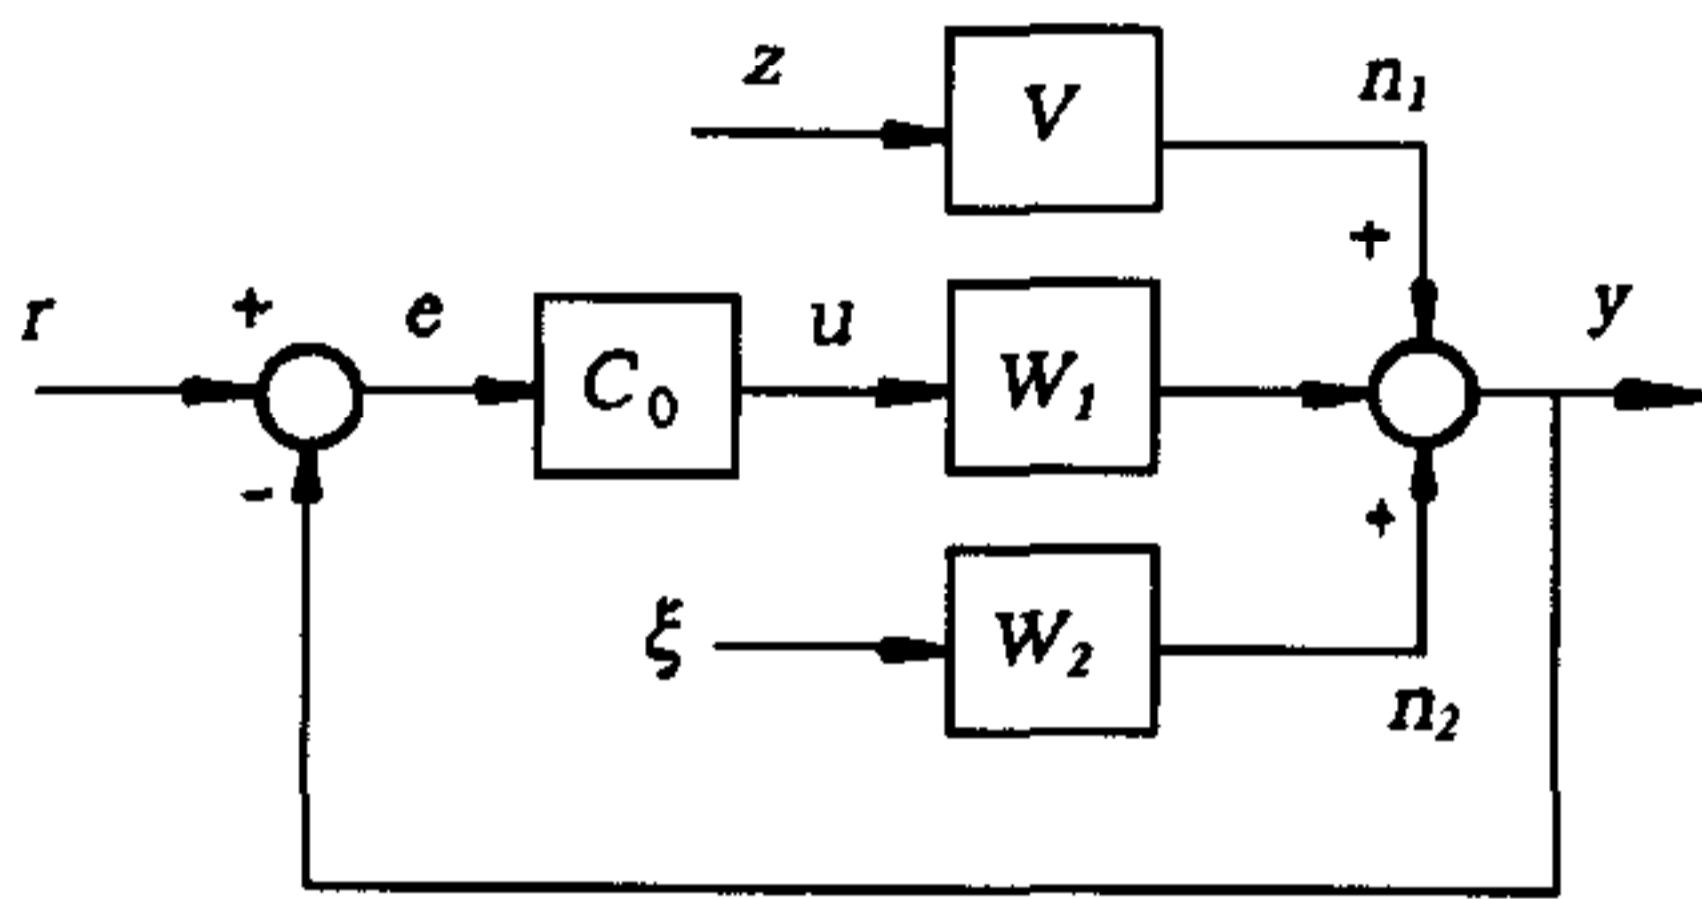 z V n₁
+
r + e C₀ u W₁ y
-
+
ξ W₂ n₂